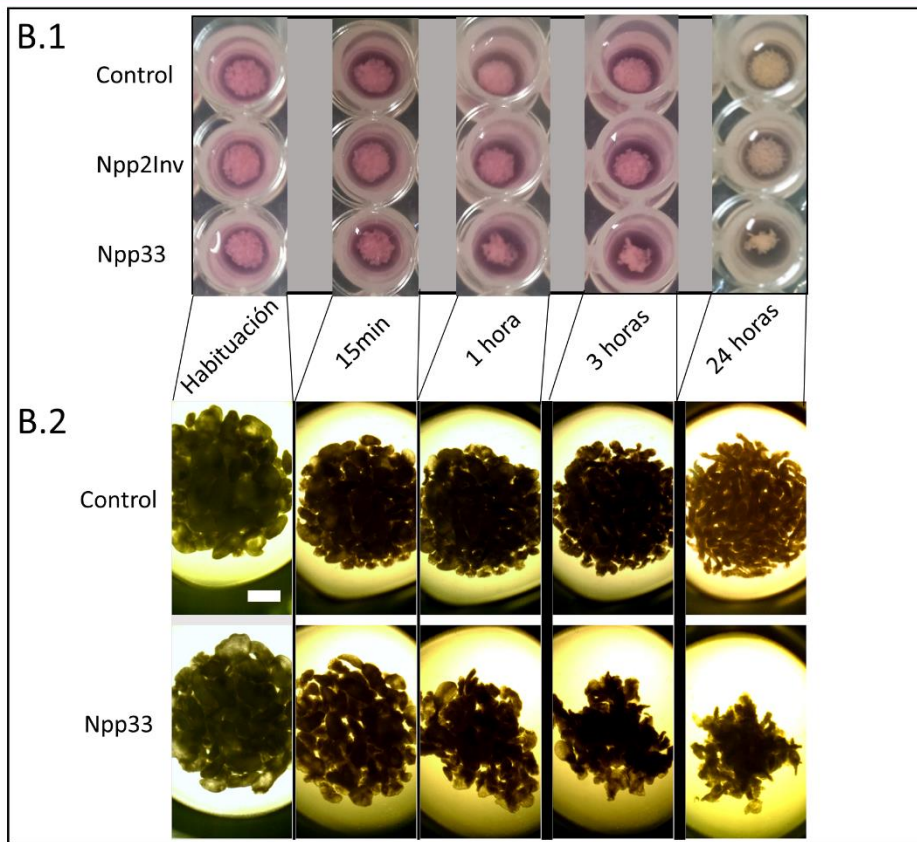 B.1
Control
Npp2Inv
Npp33
Habituación
15min
1 hora
3 horas
24 horas
B.2
Control
Npp33